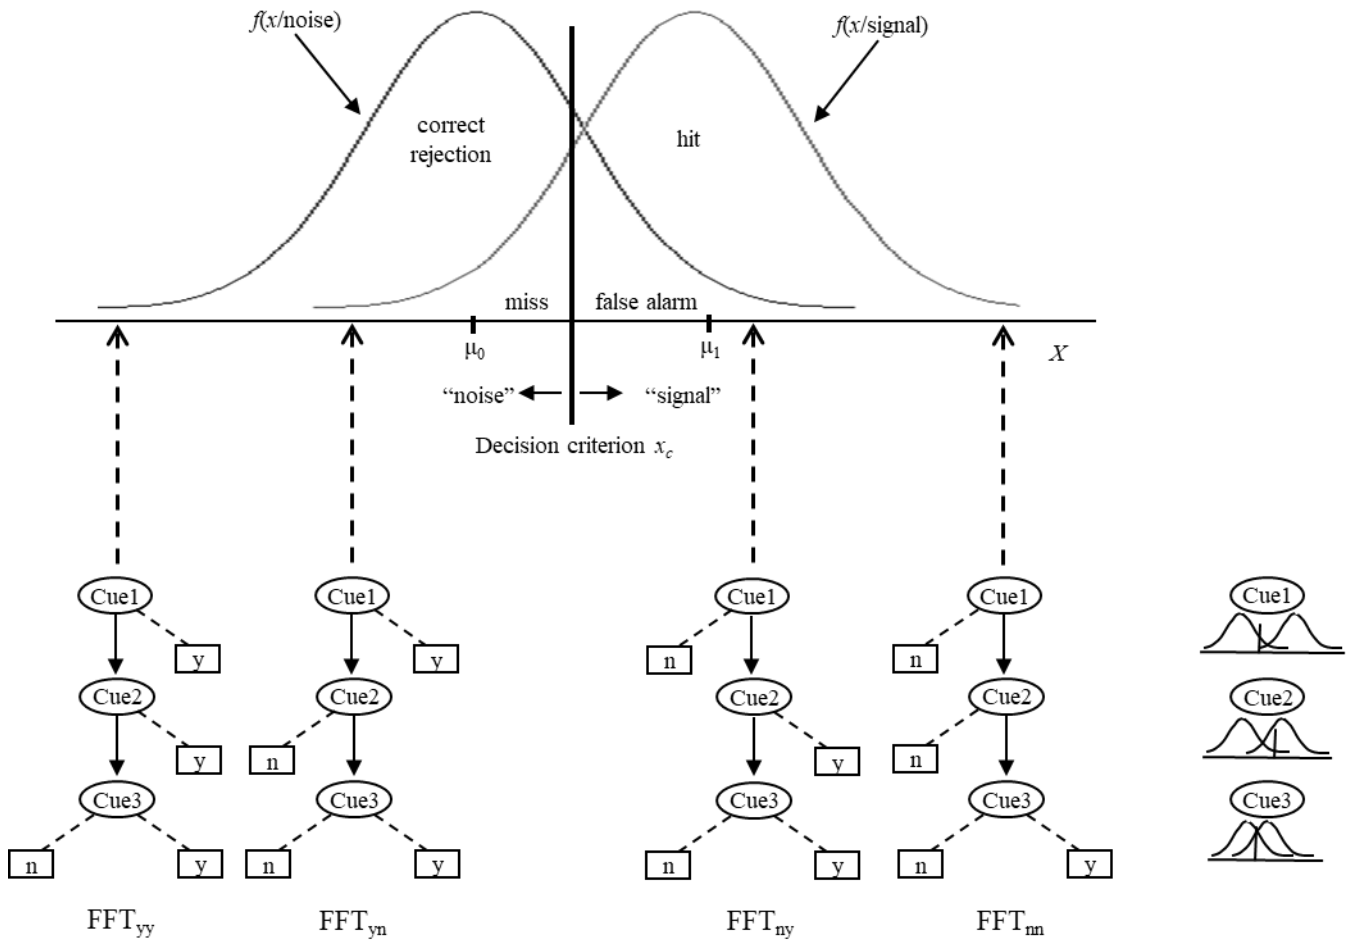 f(x/noise)
f(x/signal)
correct
rejection
hit
miss
false alarm
μ0
μ1
X
“noise”
“signal”
Decision criterion xc
Cue1
Cue1
Cue1
Cue1
Cue1
y
y
n
n
Cue2
Cue2
Cue2
Cue2
Cue2
y
n
y
n
Cue3
Cue3
Cue3
Cue3
Cue3
n
y
n
y
n
y
n
y
FFTyy
FFTyn
FFTny
FFTnn